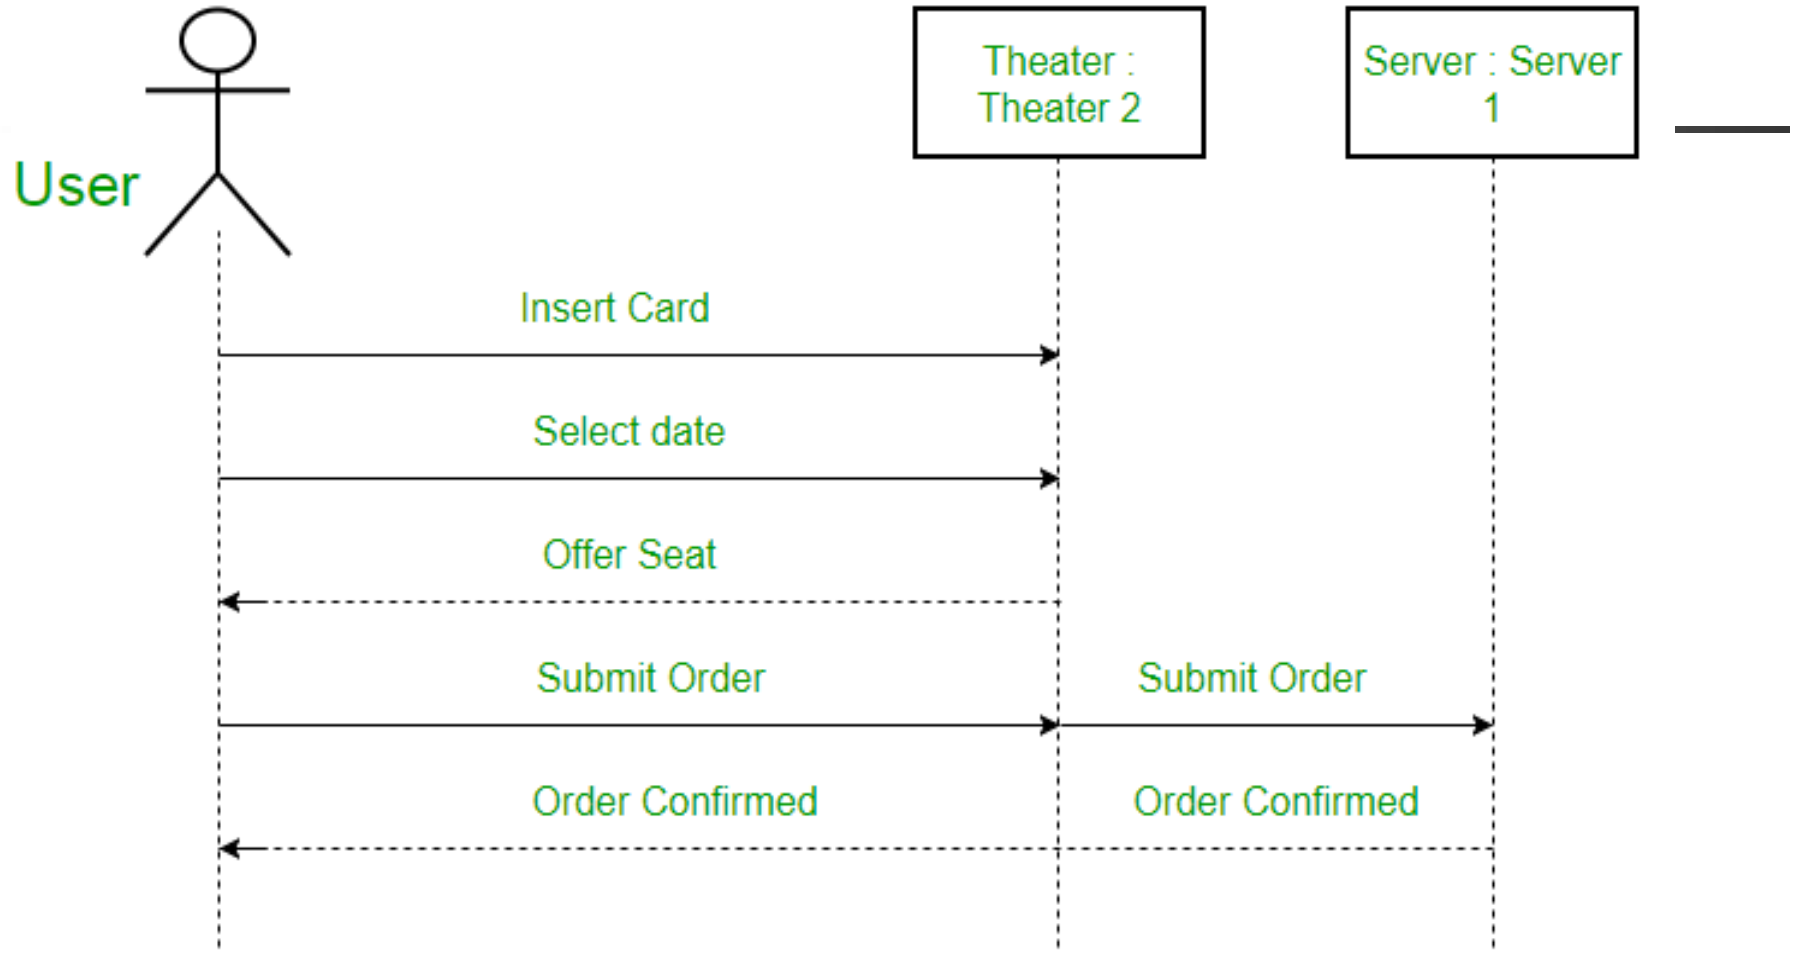 Theater :
Theater 2
Server : Server
1
User
Insert Card
Select date
Offer Seat
Submit Order
Submit Order
Order Confirmed
Order Confirmed